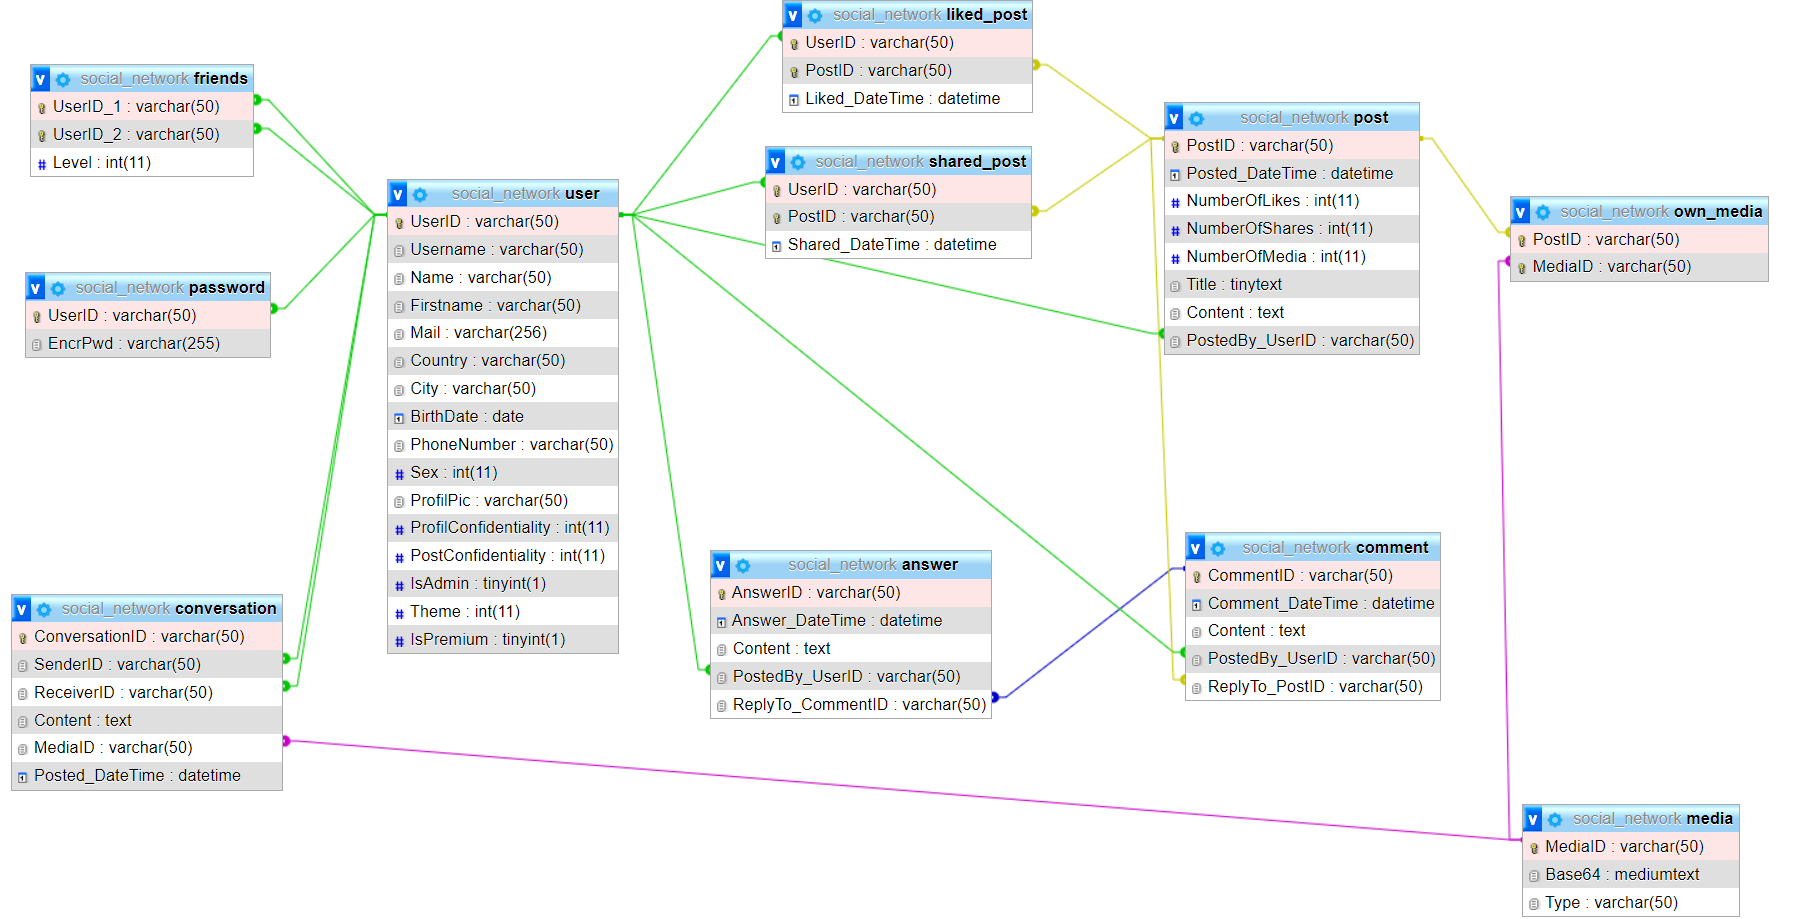 social_network liked_post
UserID : varchar(50)
PostID : varchar(50)
Liked_DateTime : datetime
social_network friends
UserID_1 : varchar(50)
UserID_2 : varchar(50)
Level : int(11)
social_network post
PostID : varchar(50)
Posted_DateTime : datetime
NumberOfLikes : int(11)
NumberOfShares : int(11)
NumberOfMedia : int(11)
Title : tinytext
Content : text
PostedBy_UserID : varchar(50)
social_network shared_post
UserID : varchar(50)
PostID : varchar(50)
Shared_DateTime : datetime
social_network user
UserID : varchar(50)
Username : varchar(50)
Name : varchar(50)
Firstname : varchar(50)
Mail : varchar(256)
Country : varchar(50)
City : varchar(50)
BirthDate : date
PhoneNumber : varchar(50)
Sex : int(11)
ProfilPic : varchar(50)
ProfilConfidentiality : int(11)
PostConfidentiality : int(11)
IsAdmin : tinyint(1)
Theme : int(11)
IsPremium : tinyint(1)
social_network own_media
PostID : varchar(50)
MediaID : varchar(50)
social_network password
UserID : varchar(50)
EncrPwd : varchar(255)
social_network comment
CommentID : varchar(50)
Comment_DateTime : datetime
Content : text
PostedBy_UserID : varchar(50)
ReplyTo_PostID : varchar(50)
social_network answer
AnswerID : varchar(50)
Answer_DateTime : datetime
Content : text
PostedBy_UserID : varchar(50)
ReplyTo_CommentID : varchar(50)
social_network conversation
ConversationID : varchar(50)
SenderID : varchar(50)
ReceiverID : varchar(50)
Content : text
MediaID : varchar(50)
Posted_DateTime : datetime
social_network media
MediaID : varchar(50)
Base64 : mediumtext
Type : varchar(50)